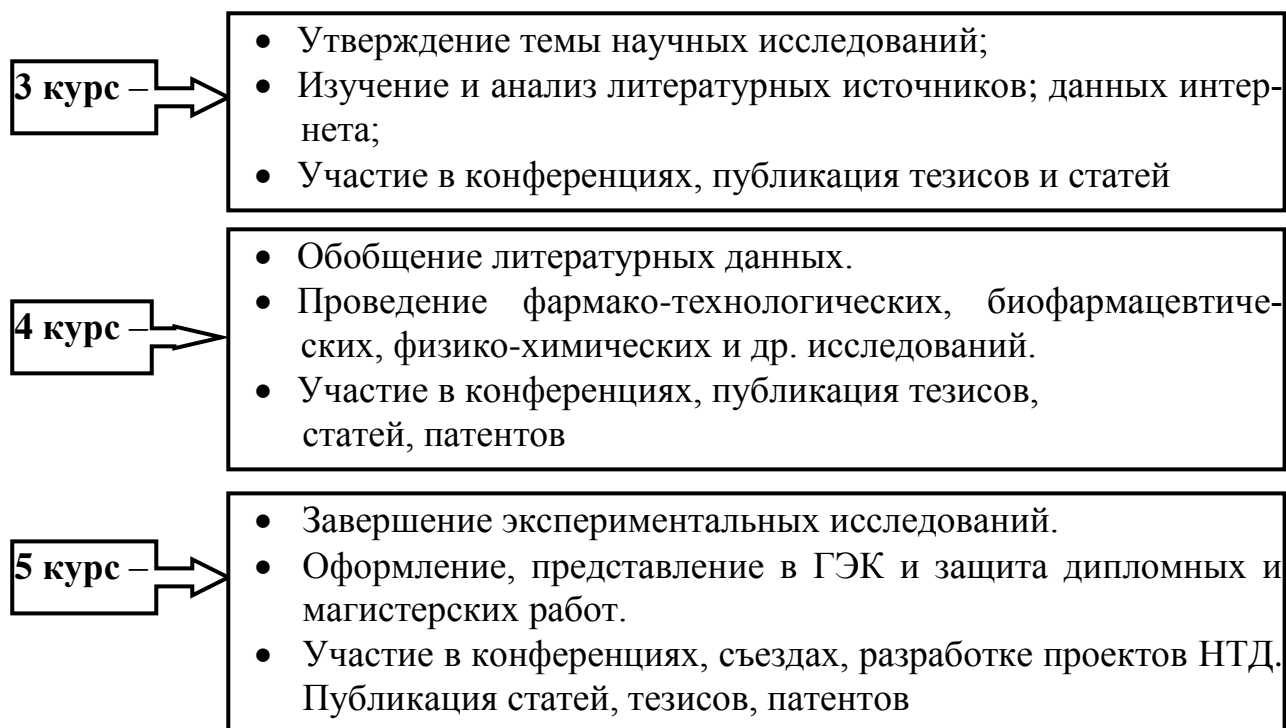 3 курс –
• Утверждение темы научных исследований;
• Изучение и анализ литературных источников; данных интер-
нета;
• Участие в конференциях, публикация тезисов и статей
4 курс –
• Обобщение литературных данных.
• Проведение фармако-технологических, биофармацевтиче-
ских, физико-химических и др. исследований.
• Участие в конференциях, публикация тезисов,
статей, патентов
5 курс –
• Завершение экспериментальных исследований.
• Оформление, представление в ГЭК и защита дипломных и
магистерских работ.
• Участие в конференциях, съездах, разработке проектов НТД.
Публикация статей, тезисов, патентов